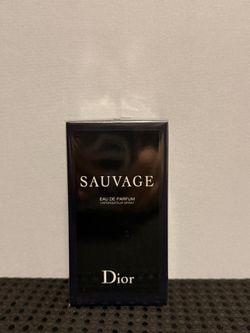 SAUVAGE
EAU DE PARFUM
VAPORISATEUR SPRAY
Dior